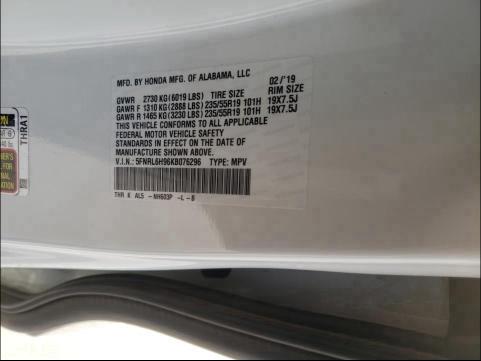 MFD. BY HONDA MFG. OF ALABAMA, LLC 02/'19
GVWR 2730 KG(6019 LBS) TIRE SIZE RIM SIZE
GAWR F 1310 KG(2888 LBS) 235/55R19 101H 19X7.5J
GAWR R 1465 KG(3230 LBS) 235/55R19 101H 19X7.5J
THIS VEHICLE CONFORMS TO ALL APPLICABLE
FEDERAL MOTOR VEHICLE SAFETY
STANDARDS IN EFFECT ON THE DATE OF
MANUFACTURE SHOWN ABOVE.
V.I.N.: 5FNRL6H96KB076296 TYPE: MPV
THR K AL5 -NH603P -L-B
THRA1